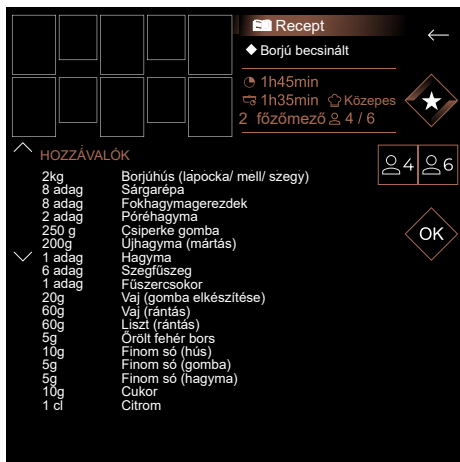 Recept
Borjú becsinált
1h45min
1h35min Közepes
2 főzőmező 4 / 6
HOZZÁVALÓK
4 6
2kg Borjúhús (lapocka/ mell/ szegy)
8 adag Sárgarépa
8 adag Fokhagymagerezdek
2 adag Póréhagyma
250 g Csiperke gomba
200g Újhagyma (mártás)
1 adag Hagyma
6 adag Szegfűszeg
1 adag Fűszercsokor
20g Vaj (gomba elkészítése)
60g Vaj (rántás)
60g Liszt (rántás)
5g Őrölt fehér bors
10g Finom só (hús)
5g Finom só (gomba)
5g Finom só (hagyma)
10g Cukor
1 cl Citrom
OK